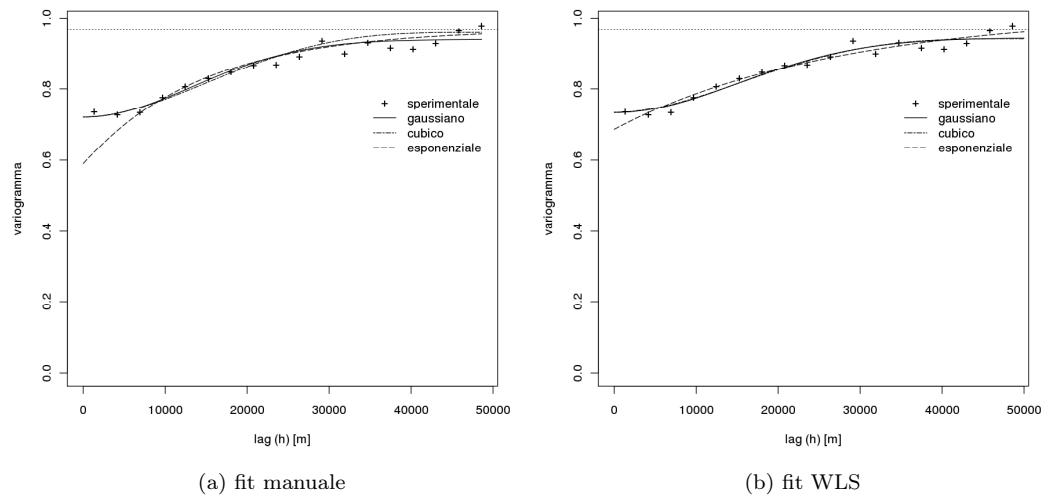 variogramma
1.0
0.8
0.6
0.4
0.2
0.0
sperimentale
gaussiano
cubico
esponenziale
0 10000 20000 30000 40000 50000
lag (h) [m]
(a) fit manuale
variogramma
1.0
0.8
0.6
0.4
0.2
0.0
sperimentale
gaussiano
cubico
esponenziale
0 10000 20000 30000 40000 50000
lag (h) [m]
(b) fit WLS